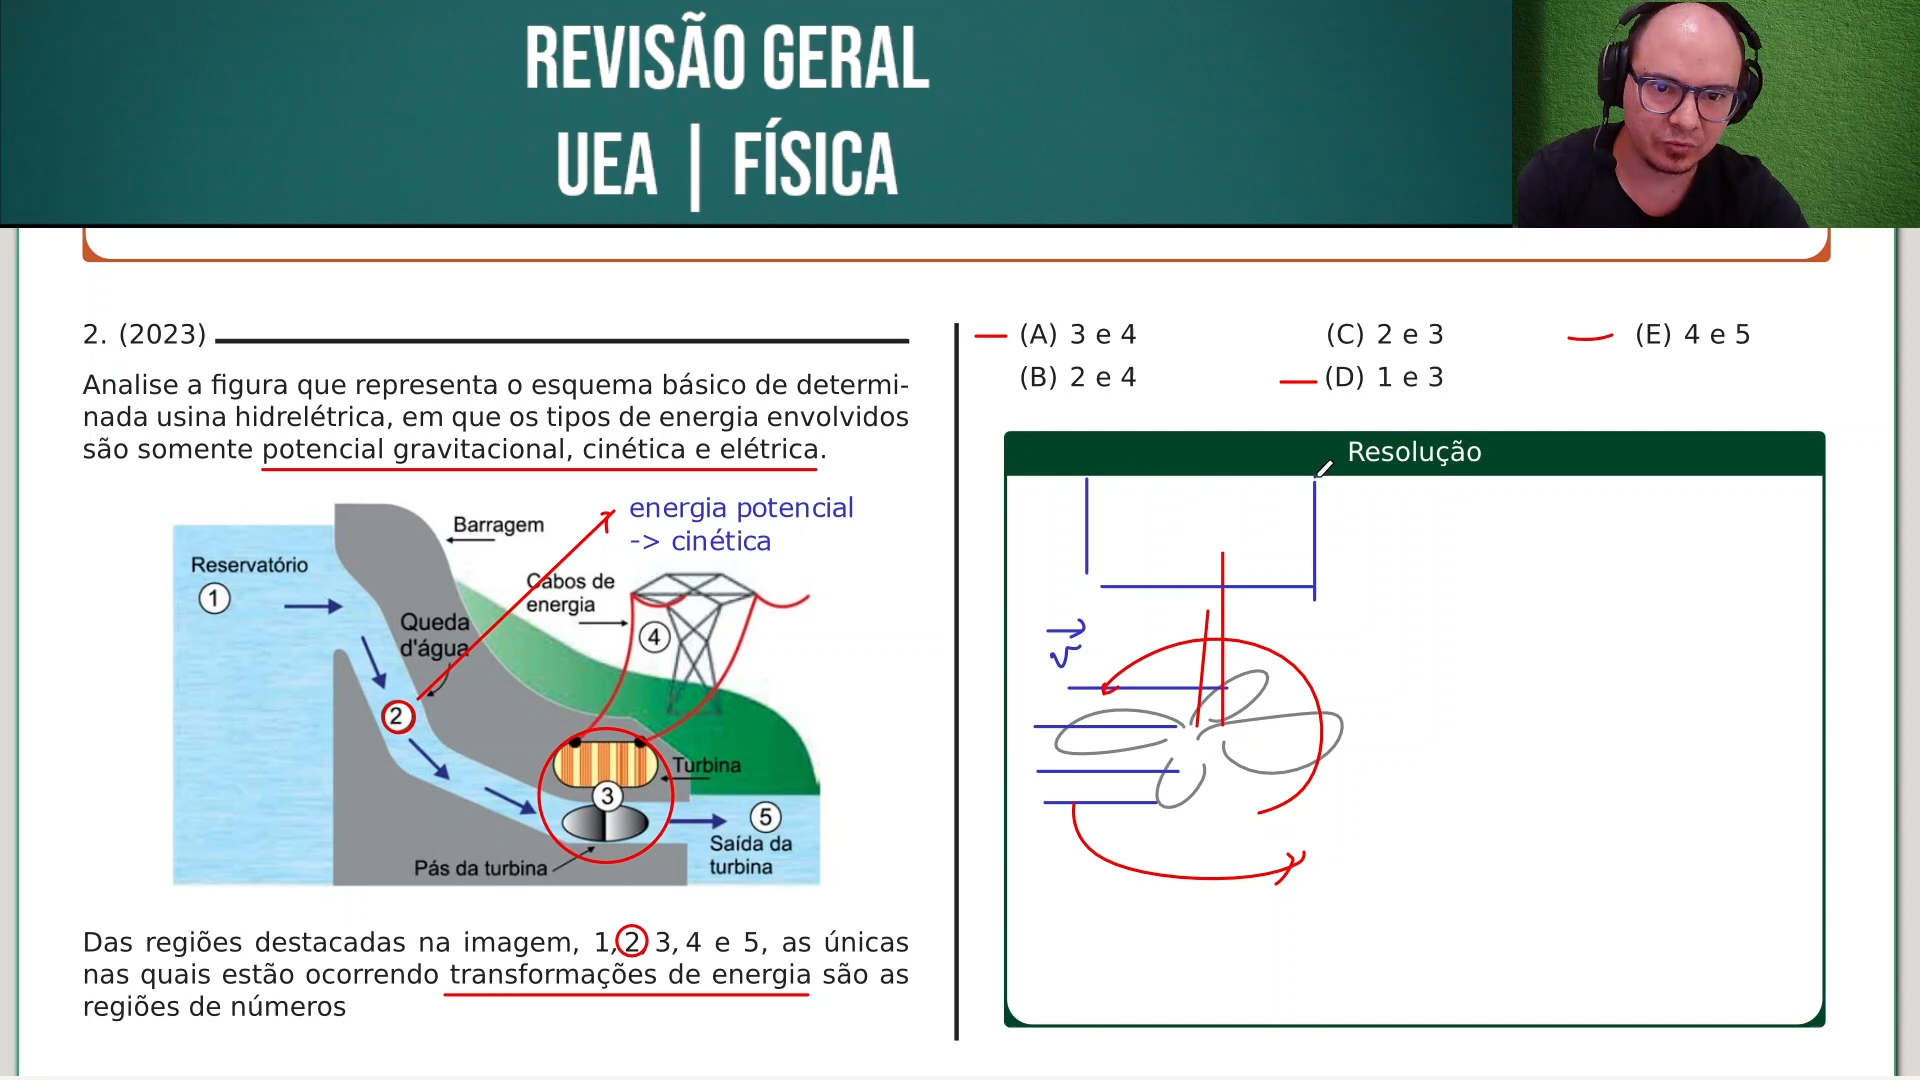 REVISÃO GERAL
UEA | FÍSICA
2. (2023)
Analise a figura que representa o esquema básico de determi-
nada usina hidrelétrica, em que os tipos de energia envolvidos
são somente potencial gravitacional, cinética e elétrica.
energia potencial
-> cinética
Barragem
Reservatório
1
Cabos de
energia
Queda
d'água
4
2
Turbina
3
5
Saída da
turbina
Pás da turbina
Das regiões destacadas na imagem, 1, 2, 3, 4 e 5, as únicas
nas quais estão ocorrendo transformações de energia são as
regiões de números
(A) 3 e 4
(C) 2 e 3
(E) 4 e 5
(B) 2 e 4
(D) 1 e 3
Resolução
v